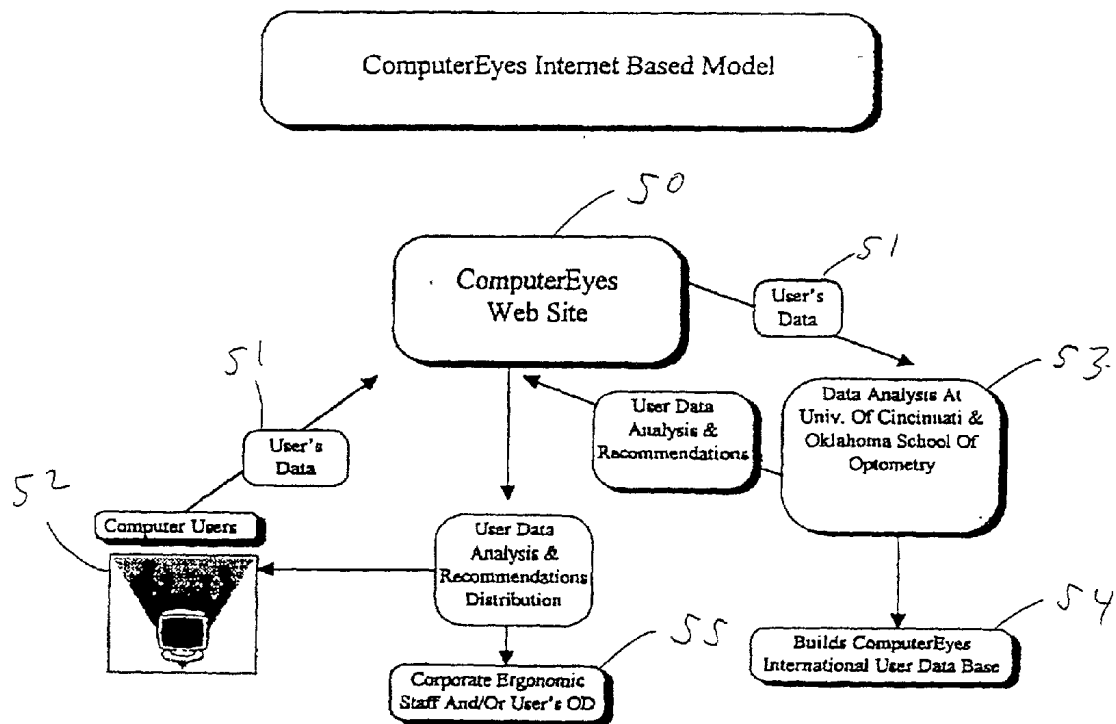 ComputerEyes Internet Based Model
50
ComputerEyes
Web Site
51
User's
Data
51
User's
Data
User Data
Analysis &
Recommendations
53
Data Analysis At
Univ. Of Cincinnati &
Oklahoma School Of
Optometry
52
Computer Users
User Data
Analysis &
Recommendations
Distribution
55
Corporate Ergonomic
Staff And/Or User's OD
54
Builds ComputerEyes
International User Data Base